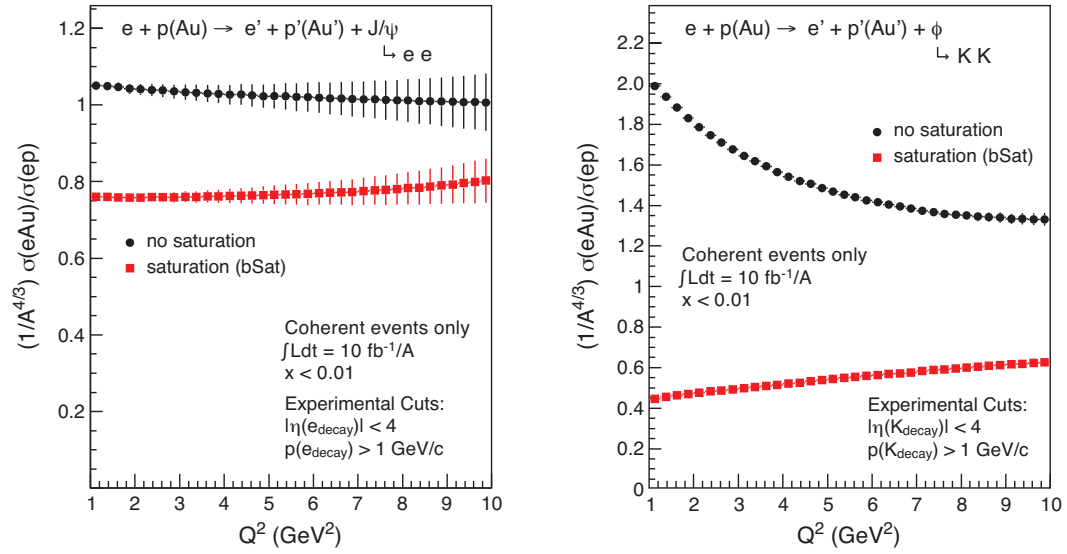 e + p(Au) → e' + p'(Au') + J/ψ
↳ e e
1.2
1
0.8
0.6
0.4
0.2
(1/A^{4/3}) σ(eAu)/σ(ep)
no saturation
saturation (bSat)
Coherent events only
∫Ldt = 10 fb⁻¹/A
x < 0.01
Experimental Cuts:
|η(e_{decay})| < 4
p(e_{decay}) > 1 GeV/c
1 2 3 4 5 6 7 8 9 10
Q² (GeV²)
e + p(Au) → e' + p'(Au') + ϕ
↳ K K
2.2
2.0
1.8
1.6
1.4
1.2
1
0.8
0.6
0.4
0.2
0
(1/A^{4/3}) σ(eAu)/σ(ep)
no saturation
saturation (bSat)
Coherent events only
∫Ldt = 10 fb⁻¹/A
x < 0.01
Experimental Cuts:
|η(K_{decay})| < 4
p(K_{decay}) > 1 GeV/c
1 2 3 4 5 6 7 8 9 10
Q² (GeV²)